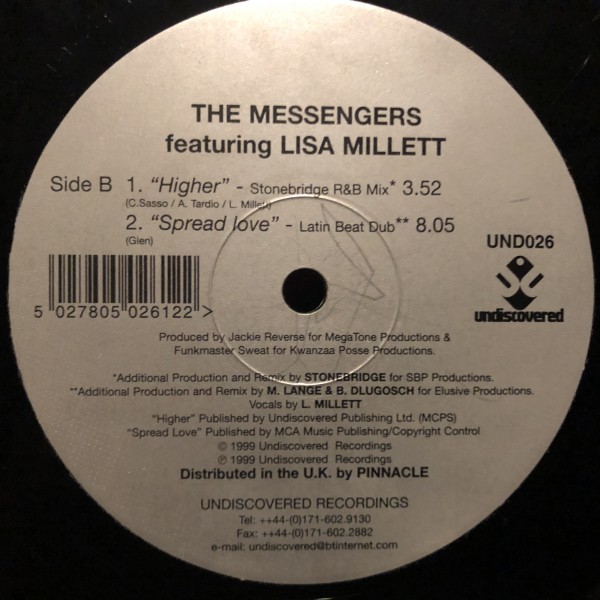 THE MESSENGERS
featuring LISA MILLETT
Side B 1. “Higher” - Stonebridge R&B Mix* 3.52
(C.Sasso / A. Tardio / L. Millett)
2. “Spread love” - Latin Beat Dub** 8.05
(Glen)
UND026
undiscovered
5 027805 026122 >
Produced by Jackie Reverse for MegaTone Productions &
Funkmaster Sweat for Kwanzaa Posse Productions.
*Additional Production and Remix by STONEBRIDGE for SBP Productions.
**Additional Production and Remix by M. LANGE & B. DLUGOSCH for Elusive Productions.
Vocals by L. MILLETT
“Higher” Published by Undiscovered Publishing Ltd. (MCPS)
“Spread Love” Published by MCA Music Publishing/Copyright Control
© 1999 Undiscovered Recordings
℗ 1999 Undiscovered Recordings
Distributed in the U.K. by PINNACLE
UNDISCOVERED RECORDINGS
Tel: ++44-(0)171-602.9130
Fax: ++44-(0)171-602.2882
e-mail: undiscovered@btinternet.com